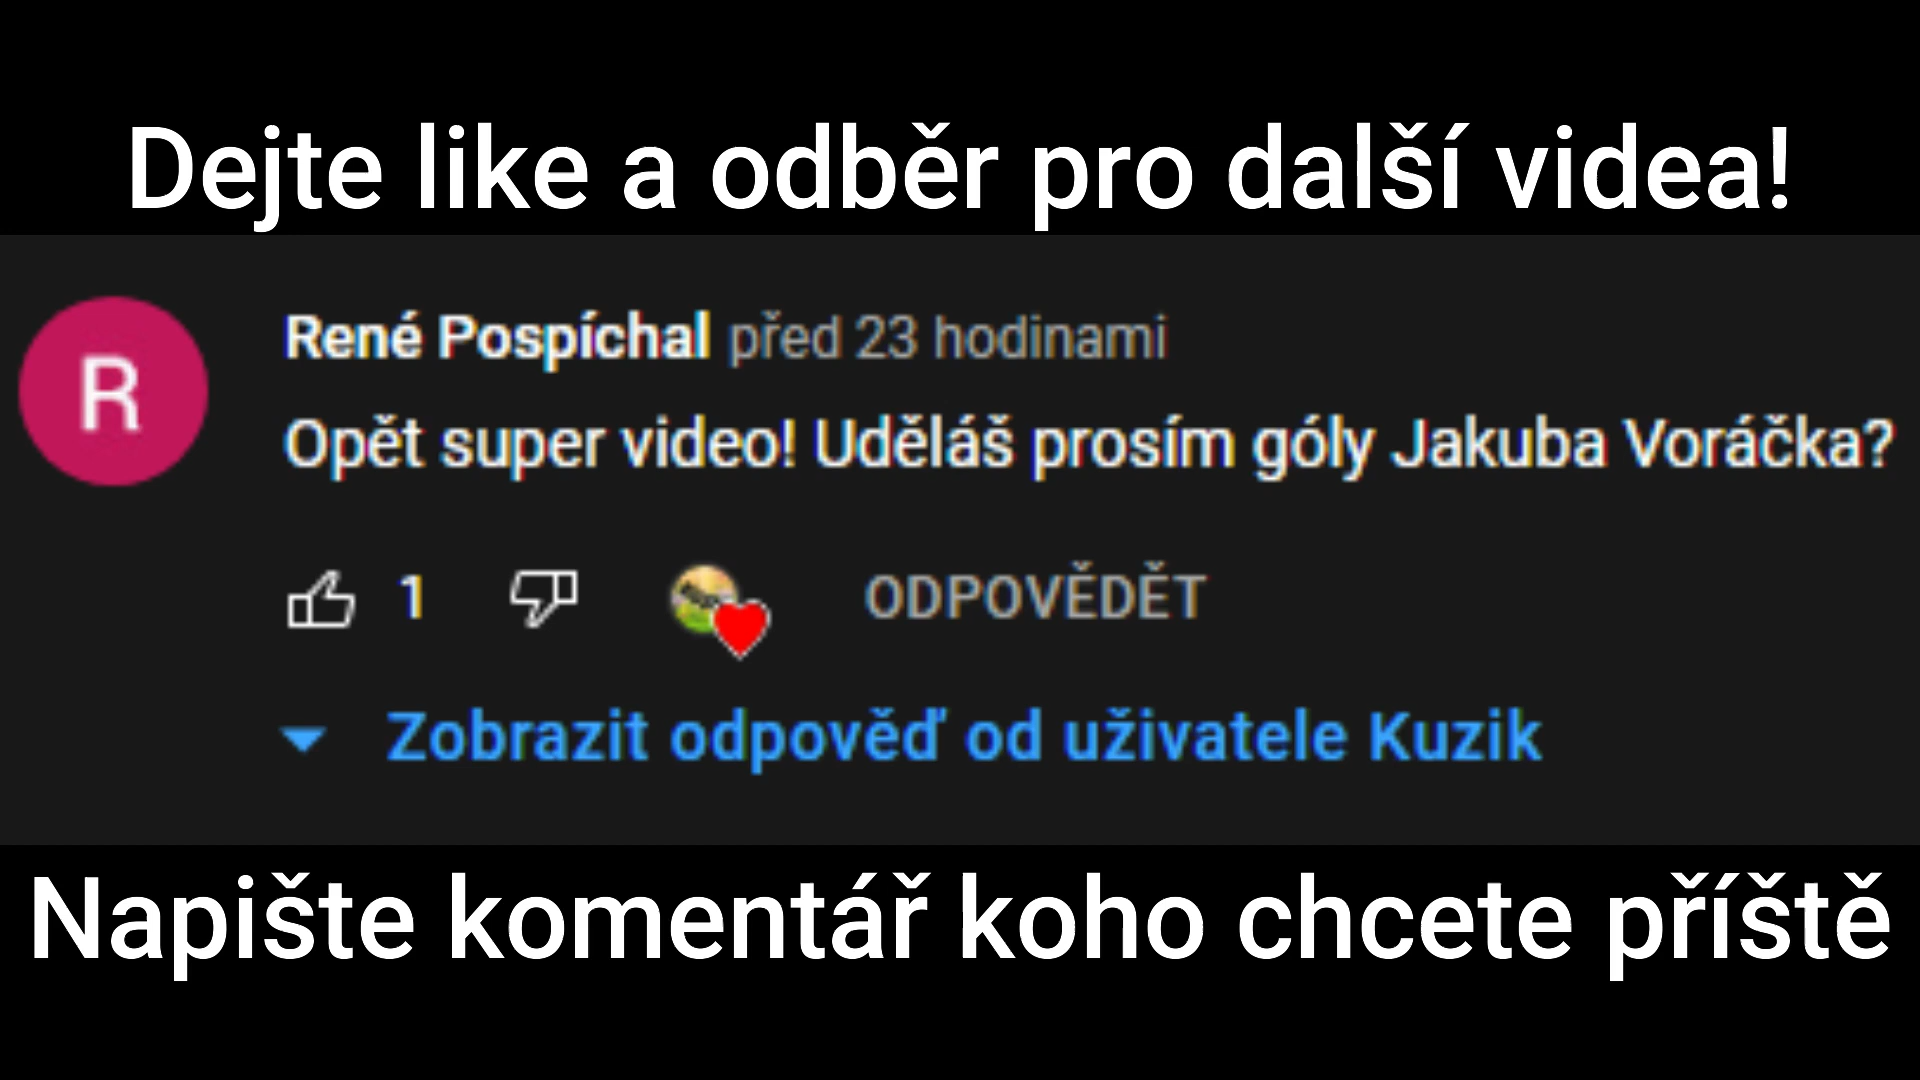 Dejte like a odběr pro další videa!
R
René Pospíchal před 23 hodinami
Opět super video! Uděláš prosím góly Jakuba Voráčka?
1 ODPOVĚDĚT
Zobrazit odpověď od uživatele Kuzik
Napište komentář koho chcete příště